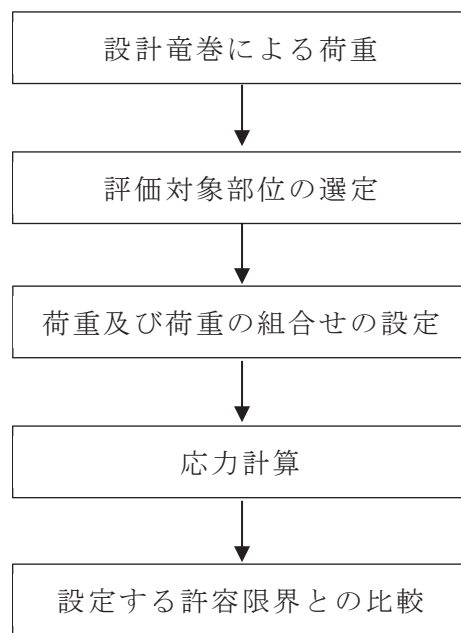 設計竜巻による荷重
評価対象部位の選定
荷重及び荷重の組合せの設定
応力計算
設定する許容限界との比較